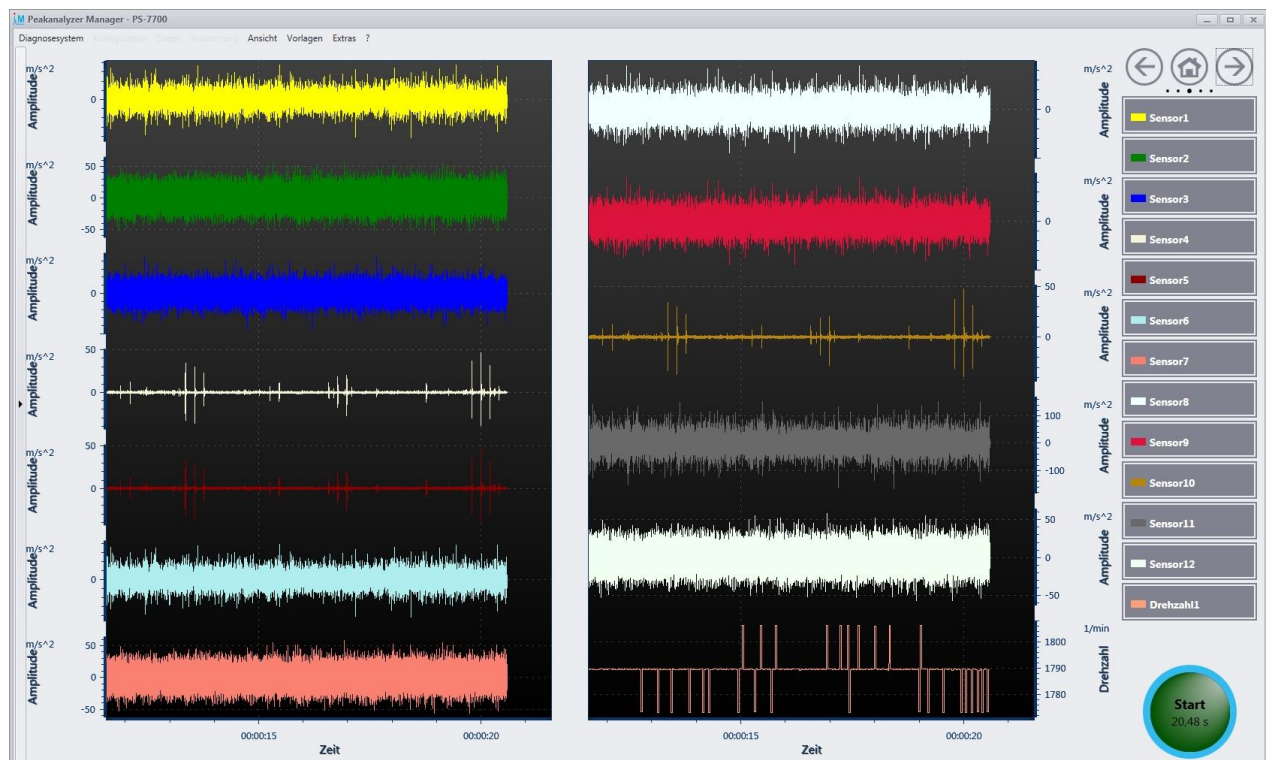 Peakanalyzer Manager - PS-7700
Diagnosesystem Ansicht Vorlagen Extras ?
m/s^2
Amplitude
0
m/s^2
Amplitude
50
0
-50
m/s^2
Amplitude
0
m/s^2
Amplitude
50
0
m/s^2
Amplitude
50
0
m/s^2
Amplitude
0
m/s^2
Amplitude
50
0
-50
00:00:15 00:00:20
Zeit
m/s^2
Amplitude
0
m/s^2
Amplitude
0
m/s^2
Amplitude
50
0
m/s^2
Amplitude
100
0
-100
m/s^2
Amplitude
50
0
-50
1/min
Drehzahl
1800
1790
1780
00:00:15 00:00:20
Zeit
Sensor1
Sensor2
Sensor3
Sensor4
Sensor5
Sensor6
Sensor7
Sensor8
Sensor9
Sensor10
Sensor11
Sensor12
Drehzahl1
Start
20,48 s